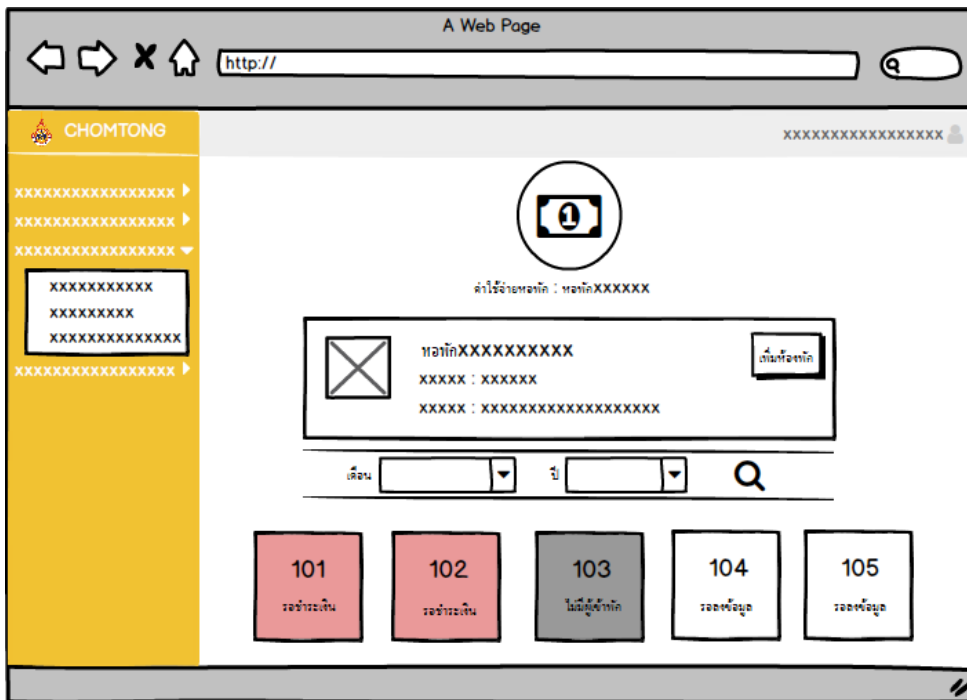 A Web Page
http://
CHOMTONG
xxxxxxxxxxxxxxxxx
xxxxxxxxxxxxxxxxx
xxxxxxxxxxxxxxxxx
xxxxxxxxxxxxxxxxx
xxxxxxxxxxx
xxxxxxxxx
xxxxxxxxxxxxxx
xxxxxxxxxxxxxxxxx
ค่าใช้จ่ายหอพัก : หอพักXXXXXX
หอพักXXXXXXXXXX
เพิ่มห้องพัก
xxxxx : xxxxxx
xxxxx : xxxxxxxxxxxxxxxxxxx
เดือน ปี
101 102 103 104 105
รอชำระเงิน รอชำระเงิน ไม่มีผู้เข้าพัก รอลงข้อมูล รอลงข้อมูล